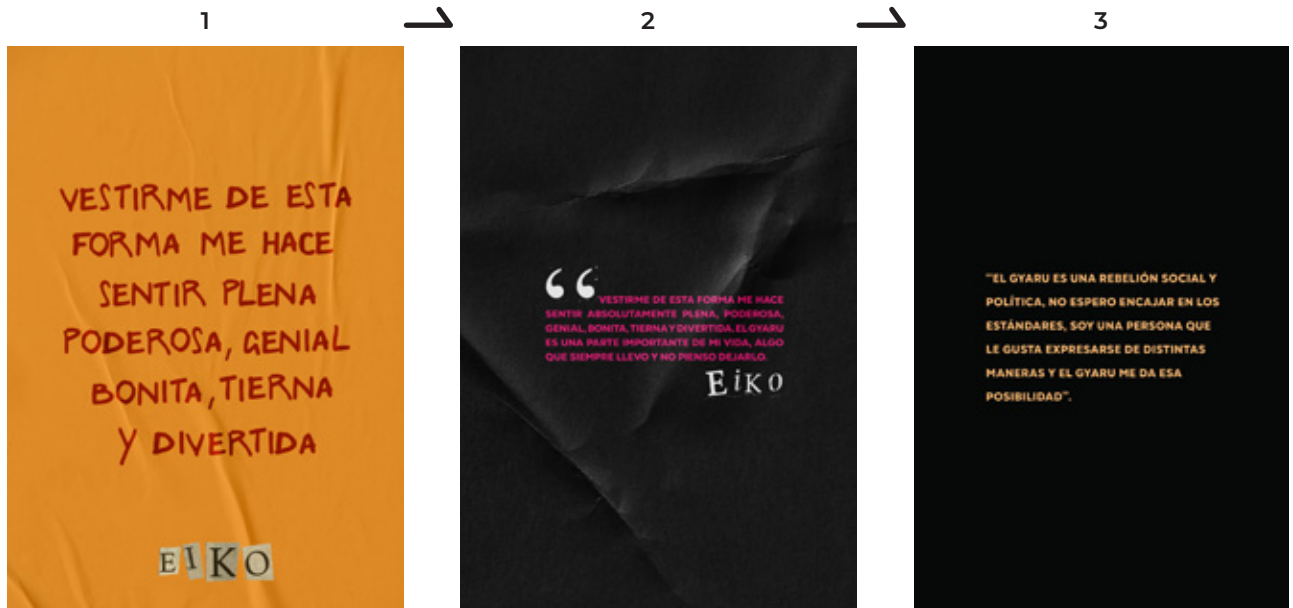 1
2
3
VESTIRME DE ESTA
FORMA ME HACE
SENTIR PLENA
PODEROSA, GENIAL
BONITA, TIERNA
Y DIVERTIDA
EIKO
“VESTIRME DE ESTA FORMA ME HACE
SENTIR ABSOLUTAMENTE PLENA, PODEROSA,
GENIAL, BONITA, TIERNA Y DIVERTIDA. EL GYARU
ES UNA PARTE IMPORTANTE DE MI VIDA, ALGO
QUE SIEMPRE LLEVO Y NO PIENSO DEJARLO.
EiKO
"EL GYARU ES UNA REBELIÓN SOCIAL Y
POLÍTICA, NO ESPERO ENCAJAR EN LOS
ESTÁNDARES, SOY UNA PERSONA QUE
LE GUSTA EXPRESARSE DE DISTINTAS
MANERAS Y EL GYARU ME DA ESA
POSIBILIDAD".